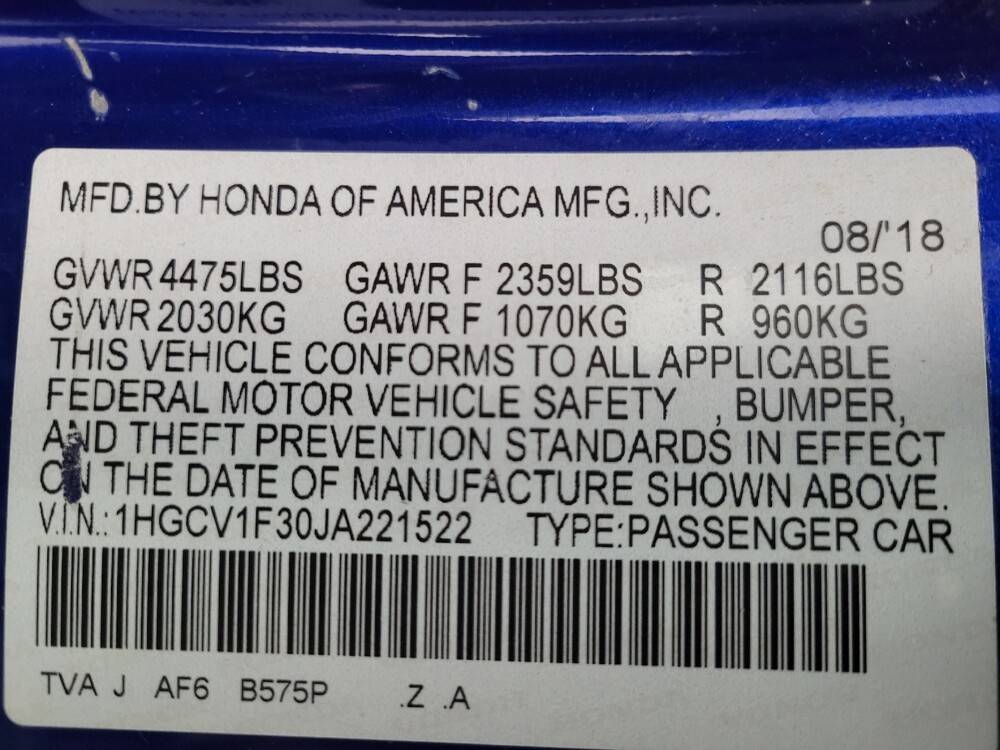 MFD.BY HONDA OF AMERICA MFG.,INC.
08/'18
GVWR 4475LBS GAWR F 2359LBS R 2116LBS
GVWR 2030KG GAWR F 1070KG R 960KG
THIS VEHICLE CONFORMS TO ALL APPLICABLE
FEDERAL MOTOR VEHICLE SAFETY , BUMPER,
AND THEFT PREVENTION STANDARDS IN EFFECT
ON THE DATE OF MANUFACTURE SHOWN ABOVE.
V.I.N.:1HGCV1F30JA221522 TYPE:PASSENGER CAR
TVA J AF6 B575P .Z .A